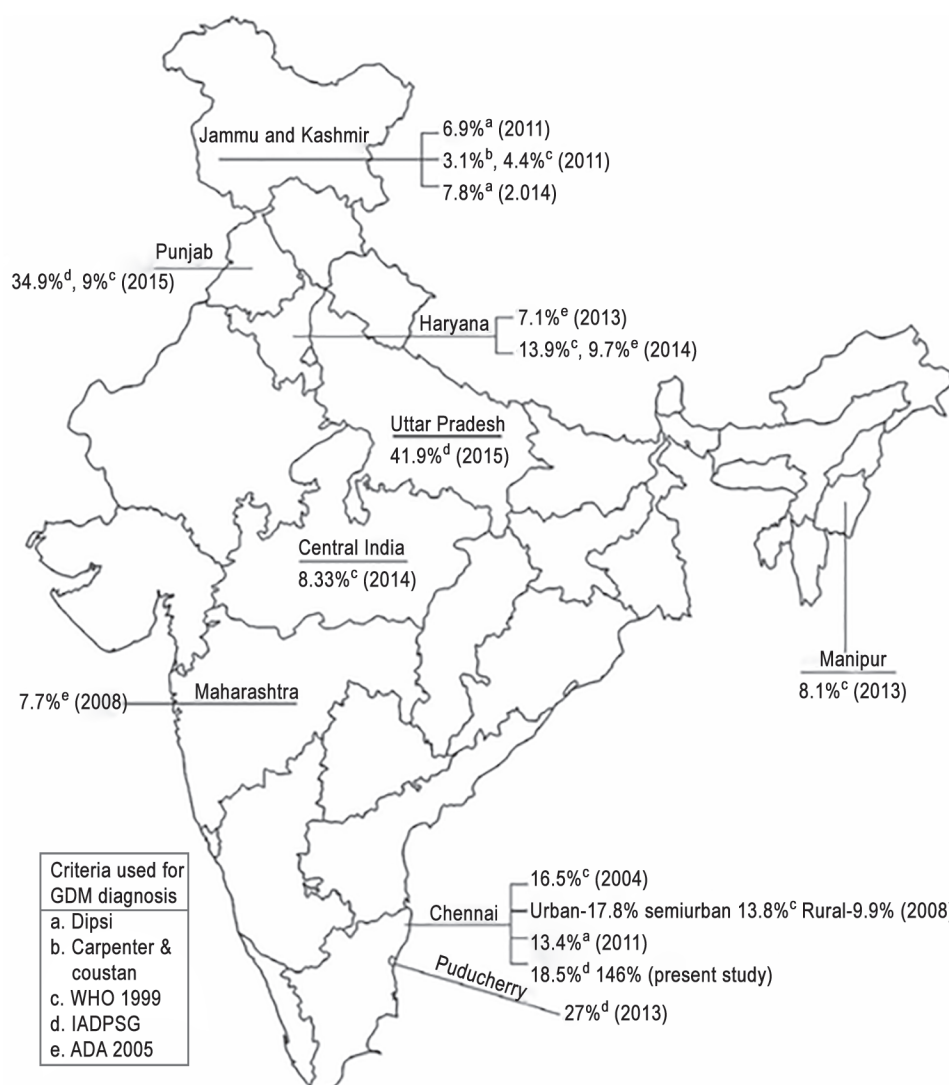 Jammu and Kashmir
6.9%a (2011)
3.1%b, 4.4%c (2011)
7.8%a (2.014)
Punjab
34.9%d, 9%c (2015)
Haryana
7.1%e (2013)
13.9%c, 9.7%e (2014)
Uttar Pradesh
41.9%d (2015)
Central India
8.33%c (2014)
Manipur
8.1%c (2013)
Maharashtra
7.7%e (2008)
Criteria used for
GDM diagnosis
a. Dipsi
b. Carpenter &
coustan
c. WHO 1999
d. IADPSG
e. ADA 2005
Chennai
16.5%c (2004)
Urban-17.8% semiurban 13.8%c Rural-9.9% (2008)
13.4%a (2011)
18.5%d 146% (present study)
Puducherry
27%d (2013)